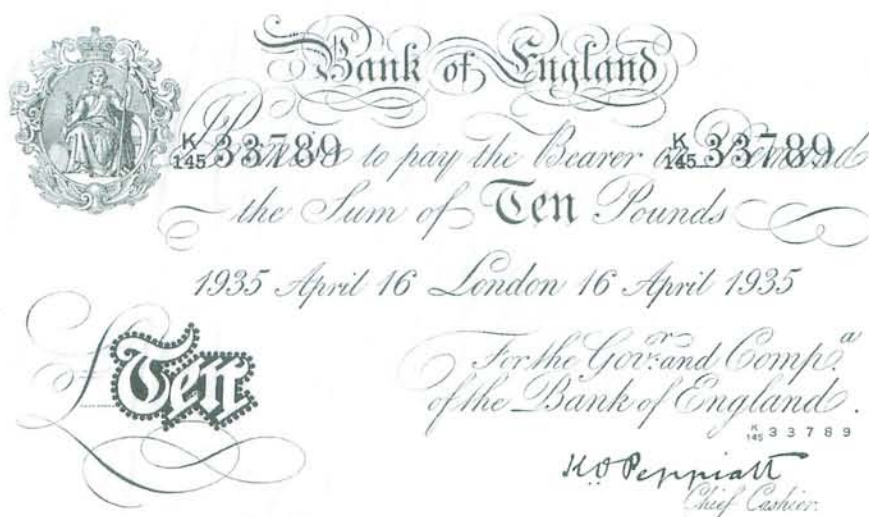 Bank of England
K
145 33789 K
145 33789
I Promise to pay the Bearer on Demand
the Sum of Ten Pounds
1935 April 16 London 16 April 1935
£Ten
For the Govr. and Compa.
of the Bank of England.
K
145 33789
K.O. Peppiatt
Chief Cashier.